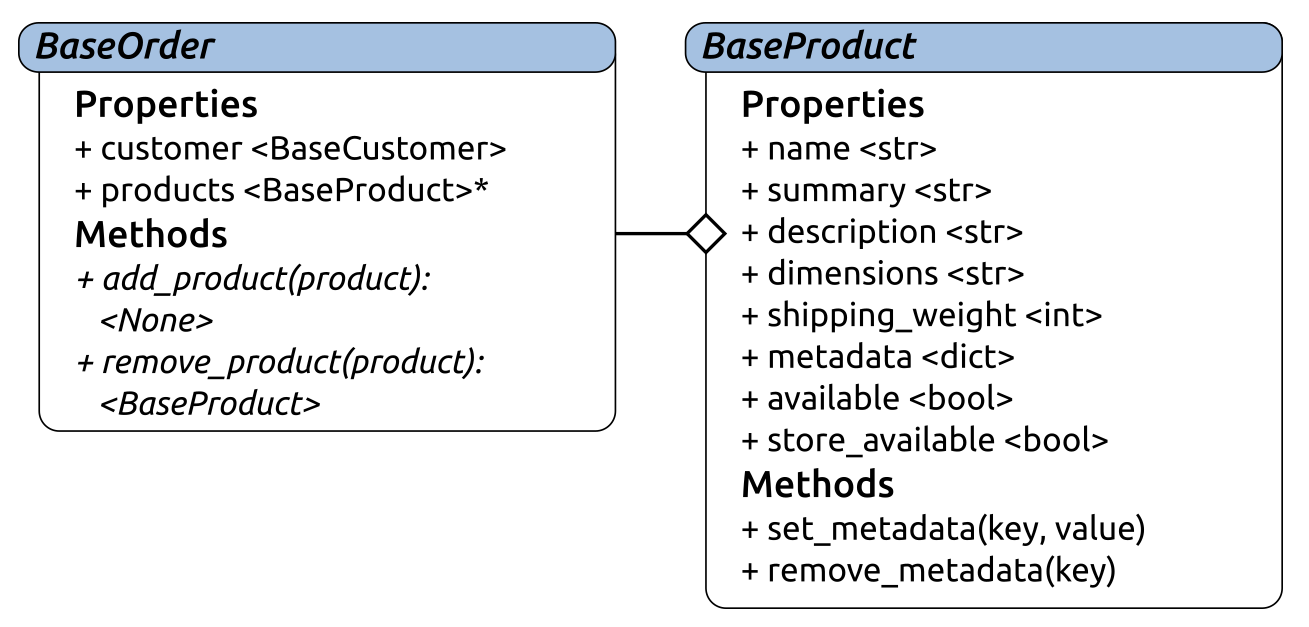 BaseOrder
Properties
+ customer <BaseCustomer>
+ products <BaseProduct>*
Methods
+ add_product(product):
<None>
+ remove_product(product):
<BaseProduct>
BaseProduct
Properties
+ name <str>
+ summary <str>
+ description <str>
+ dimensions <str>
+ shipping_weight <int>
+ metadata <dict>
+ available <bool>
+ store_available <bool>
Methods
+ set_metadata(key, value)
+ remove_metadata(key)